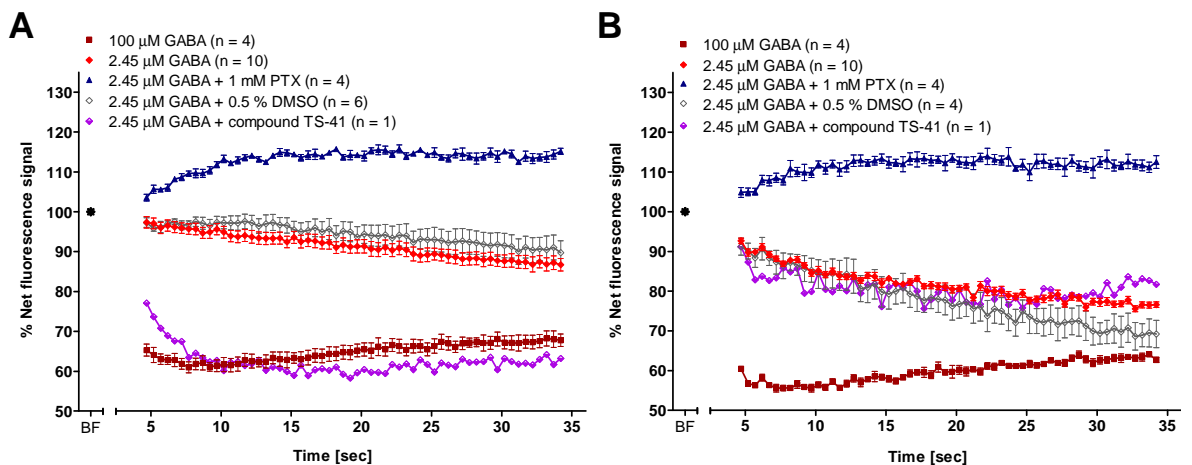 A
100 µM GABA (n = 4)
2.45 µM GABA (n = 10)
2.45 µM GABA + 1 mM PTX (n = 4)
2.45 µM GABA + 0.5 % DMSO (n = 6)
2.45 µM GABA + compound TS-41 (n = 1)
% Net fluorescence signal
130
120
110
100
90
80
70
60
50
BF
5
10
15
20
25
30
35
Time [sec]
B
100 µM GABA (n = 4)
2.45 µM GABA (n = 10)
2.45 µM GABA + 1 mM PTX (n = 4)
2.45 µM GABA + 0.5 % DMSO (n = 4)
2.45 µM GABA + compound TS-41 (n = 1)
% Net fluorescence signal
130
120
110
100
90
80
70
60
50
BF
5
10
15
20
25
30
35
Time [sec]